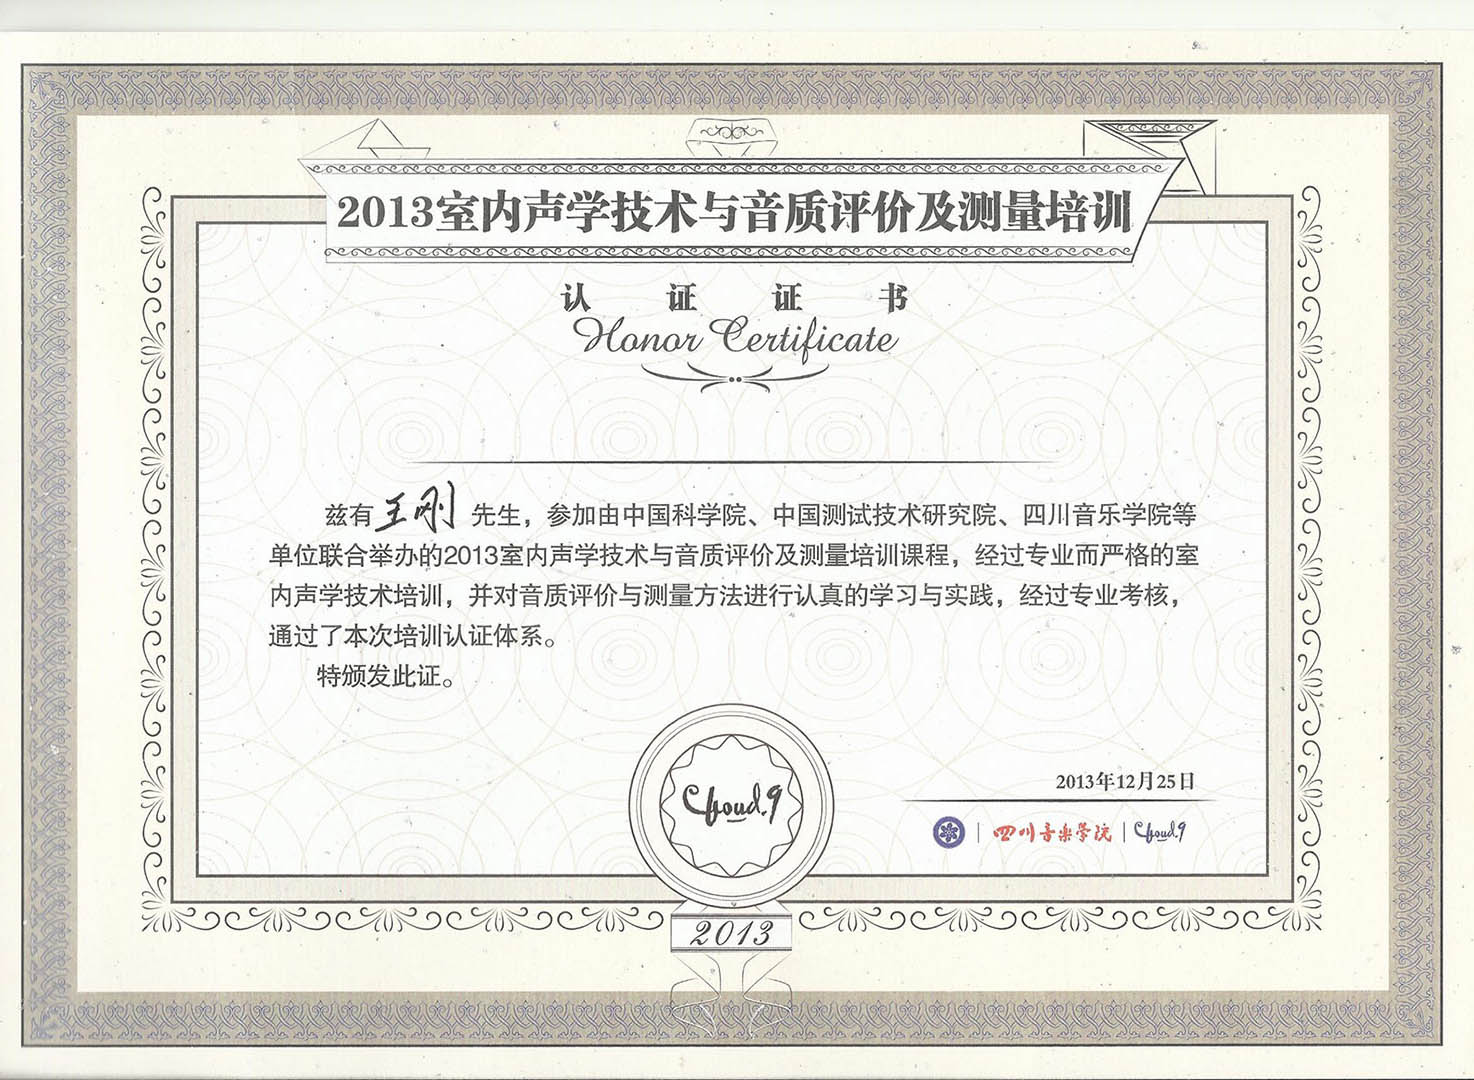 2013室内声学技术与音质评价及测量培训
认证证书
Honor Certificate
兹有王刚先生，参加由中国科学院、中国测试技术研究院、四川音乐学院等
单位联合举办的2013室内声学技术与音质评价及测量培训课程，经过专业而严格的室
内声学技术培训，并对音质评价与测量方法进行认真的学习与实践，经过专业考核，
通过了本次培训认证体系。
特颁发此证。
Cloud.9
2013年12月25日
四川音乐学院
Cloud.9
2013